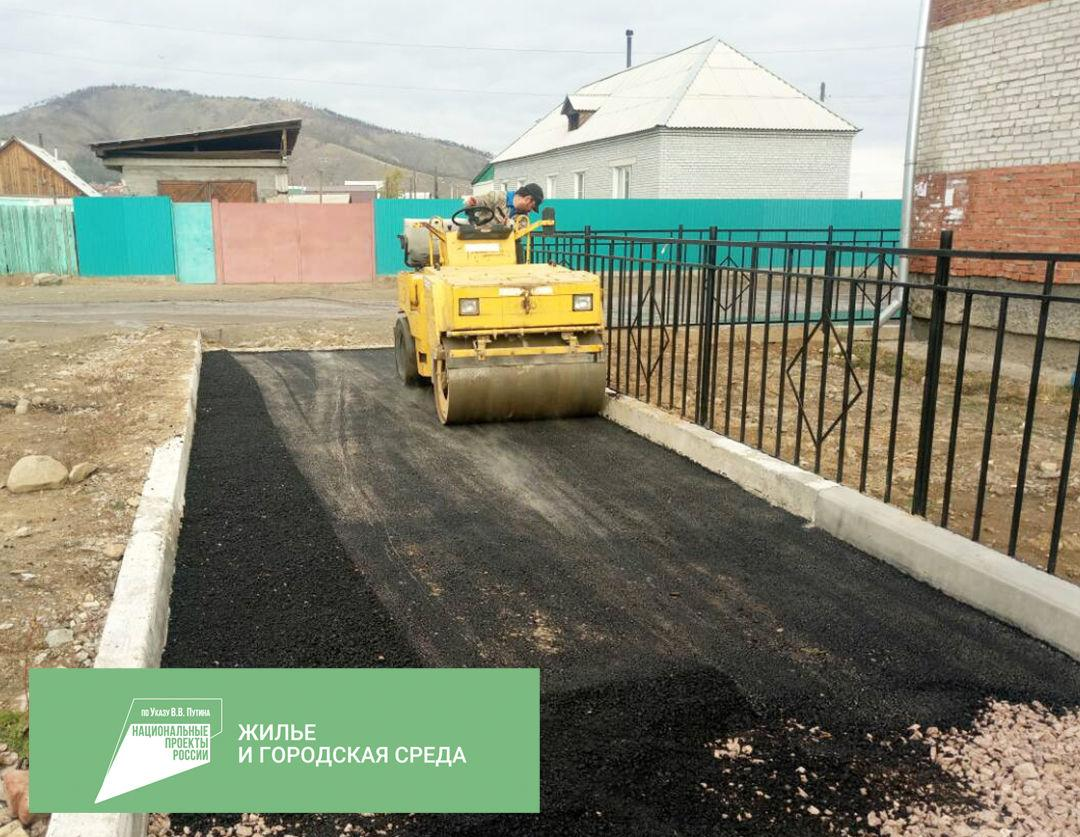 по Указу В.В. Путина
НАЦИОНАЛЬНЫЕ
ПРОЕКТЫ
РОССИИ
ЖИЛЬЕ
И ГОРОДСКАЯ СРЕДА